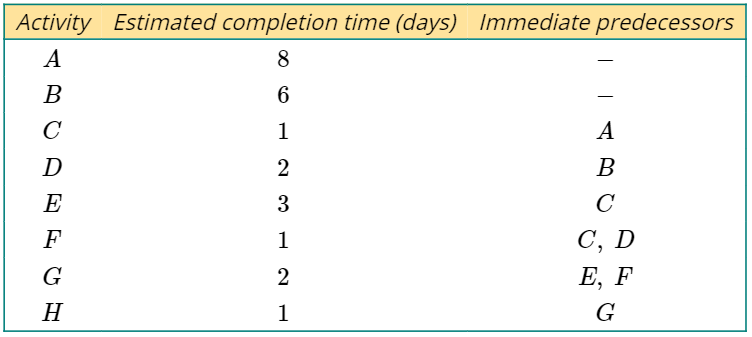 Activity Estimated completion time (days) Immediate predecessors
A 8 –
B 6 –
C 1 A
D 2 B
E 3 C
F 1 C, D
G 2 E, F
H 1 G